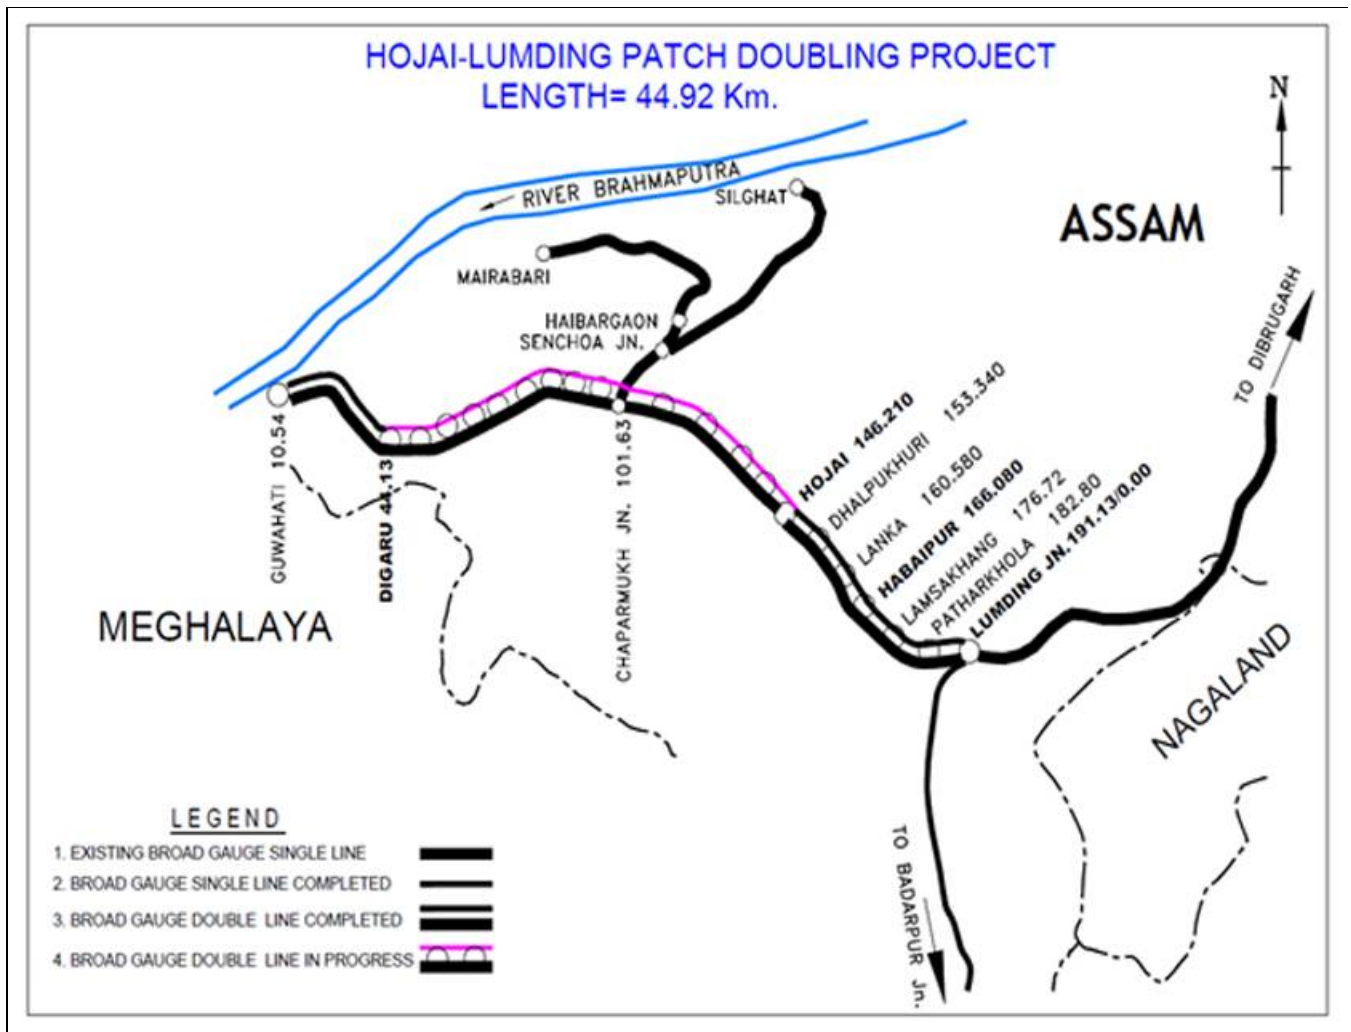 HOJAI-LUMDING PATCH DOUBLING PROJECT
LENGTH= 44.92 Km.
N
RIVER BRAHMAPUTRA
SILGHAT
ASSAM
MAIRABARI
HAIBARGAON
SENCHOA JN.
TO DIBRUGARH
GUWAHATI 10.54
DIGARU 44.13
CHAPARMUKH JN. 101.63
HOJAI 146.210
DHALPUKHURI 153.340
LANKA 160.580
HABAIPUR 166.080
LAMSAKHANG 176.72
PATHARKHOLA 182.80
LUMDING JN.191.13/0.00
MEGHALAYA
NAGALAND
TO BADARPUR Jn.
LEGEND
1. EXISTING BROAD GAUGE SINGLE LINE
2. BROAD GAUGE SINGLE LINE COMPLETED
3. BROAD GAUGE DOUBLE LINE COMPLETED
4. BROAD GAUGE DOUBLE LINE IN PROGRESS